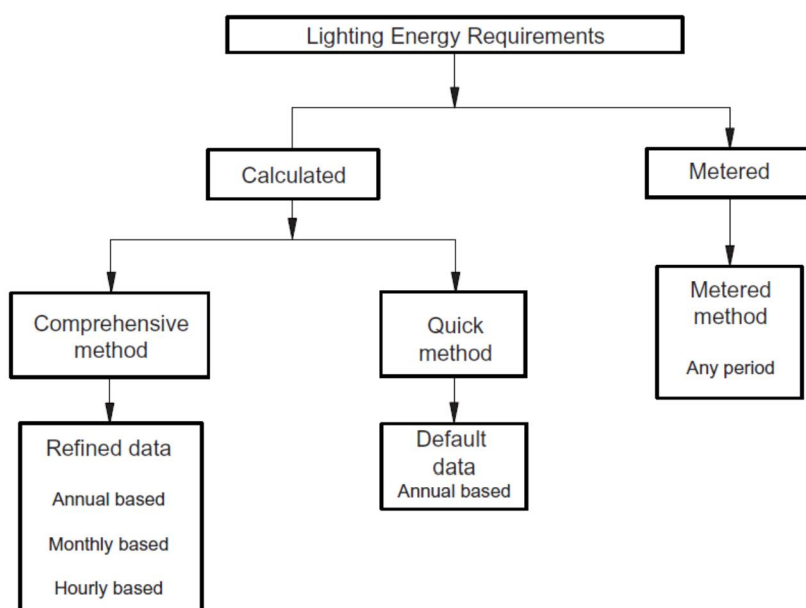 Lighting Energy Requirements
Calculated
Metered
Comprehensive
method
Quick
method
Metered
method
Any period
Refined data
Annual based
Monthly based
Hourly based
Default
data
Annual based